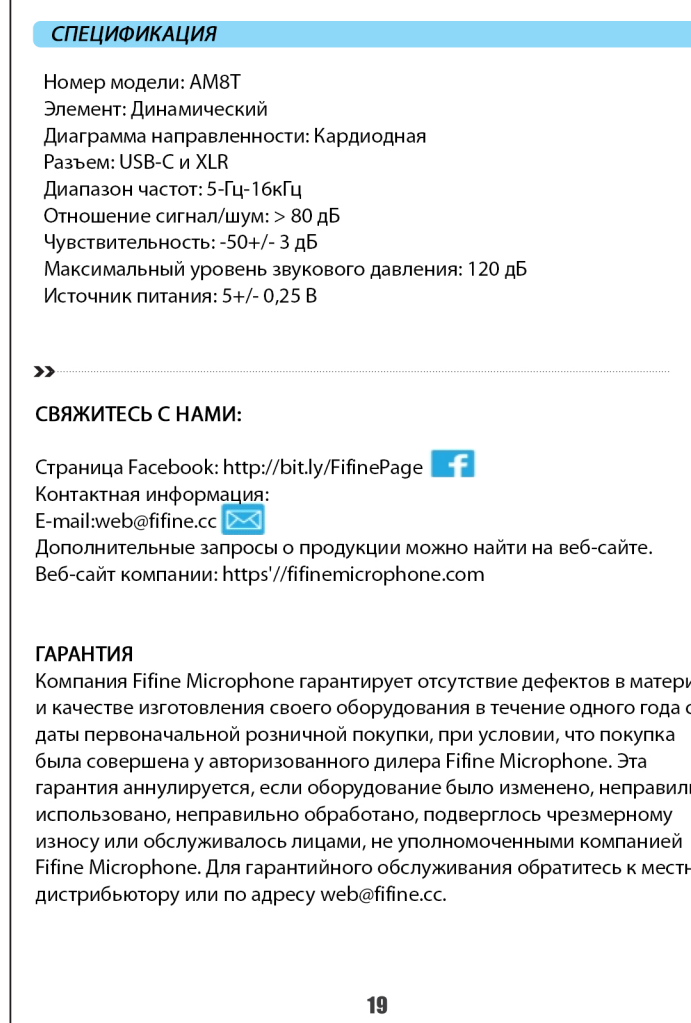 СПЕЦИФИКАЦИЯ
Номер модели: AM8T
Элемент: Динамический
Диаграмма направленности: Кардиодная
Разъем: USB-C и XLR
Диапазон частот: 5-Гц-16кГц
Отношение сигнал/шум: > 80 дБ
Чувствительность: -50+/- 3 дБ
Максимальный уровень звукового давления: 120 дБ
Источник питания: 5+/- 0,25 В
СВЯЖИТЕСЬ С НАМИ:
Страница Facebook: http://bit.ly/FifinePage
Контактная информация:
E-mail:web@fifine.cc
Дополнительные запросы о продукции можно найти на веб-сайте.
Веб-сайт компании: https'//fifinemicrophone.com
ГАРАНТИЯ
Компания Fifine Microphone гарантирует отсутствие дефектов в матери
и качестве изготовления своего оборудования в течение одного года с
даты первоначальной розничной покупки, при условии, что покупка
была совершена у авторизованного дилера Fifine Microphone. Эта
гарантия аннулируется, если оборудование было изменено, неправиль
использовано, неправильно обработано, подверглось чрезмерному
износу или обслуживалось лицами, не уполномоченными компанией
Fifine Microphone. Для гарантийного обслуживания обратитесь к местн
дистрибьютору или по адресу web@fifine.cc.
19